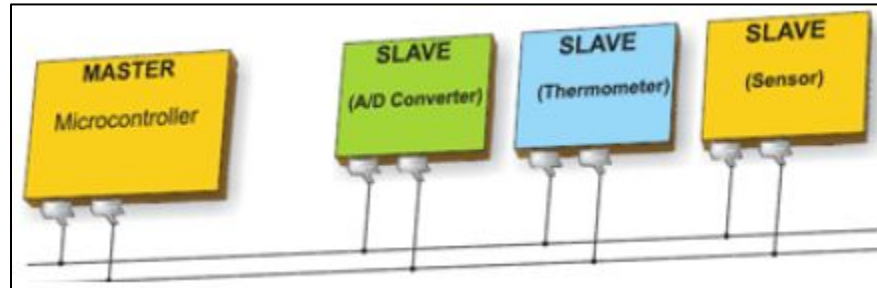 MASTER
Microcontroller
SLAVE
(A/D Converter)
SLAVE
(Thermometer)
SLAVE
(Sensor)